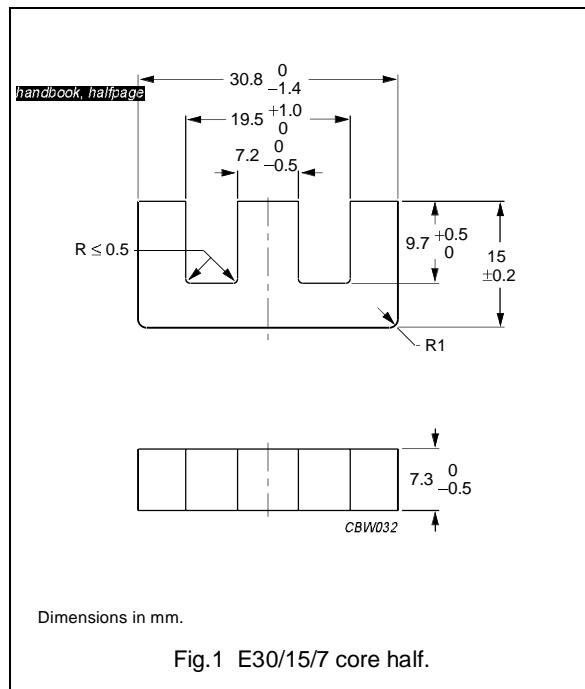 30.8 0
−1.4
handbook, halfpage
19.5 +1.0
0
7.2 0
−0.5
R ≤ 0.5
9.7 +0.5
0
15
±0.2
R1
7.3 0
−0.5
CBW032
Dimensions in mm.
Fig.1 E30/15/7 core half.